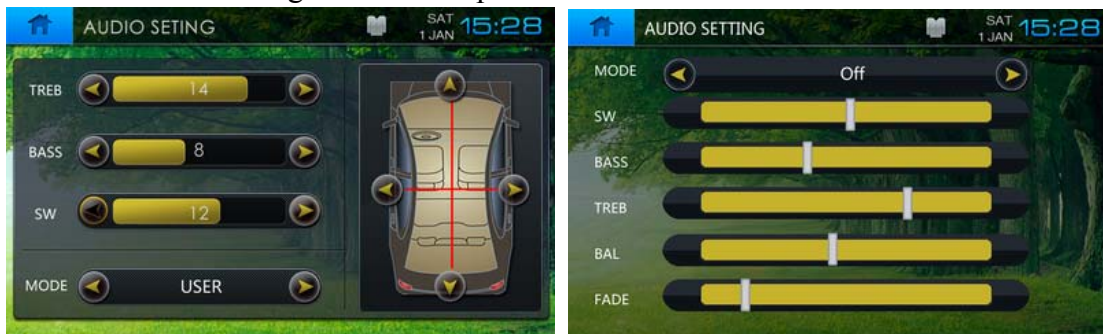 AUDIO SETING SAT 1 JAN 15:28
TREB 14
BASS 8
SW 12
MODE USER
AUDIO SETTING SAT 1 JAN 15:28
MODE Off
SW
BASS
TREB
BAL
FADE